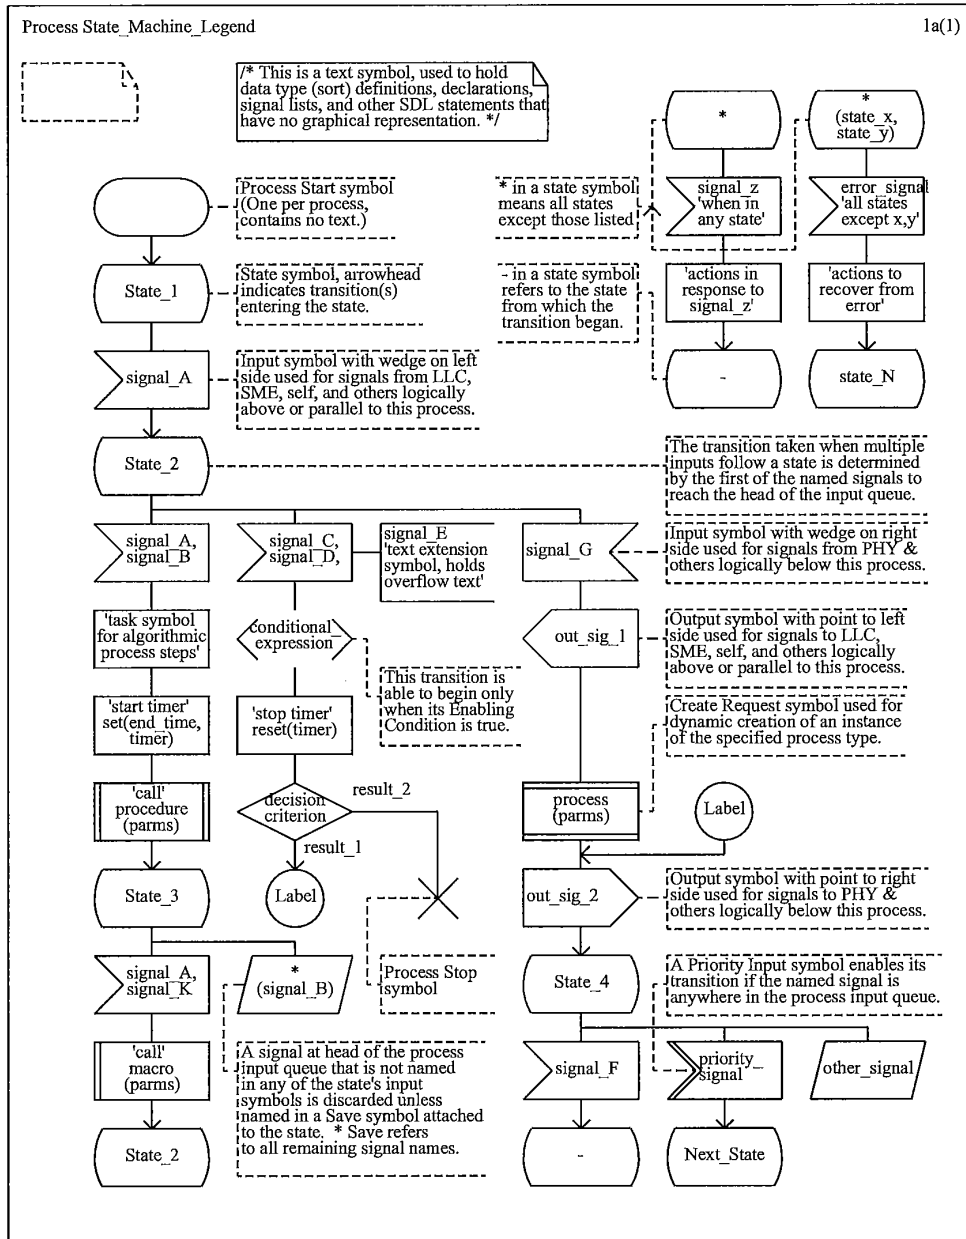 Process State_Machine_Legend
1a(1)
/* This is a text symbol, used to hold
data type (sort) definitions, declarations,
signal lists, and other SDL statements that
have no graphical representation. */
*
*
(state_x,
state_y)
Process Start symbol
(One per process,
contains no text.)
* in a state symbol
means all states
except those listed
signal_z
'when in
any state'
error_signal
'all states
except x,y'
State_1
State symbol, arrowhead
indicates transition(s)
entering the state.
- in a state symbol
refers to the state
from which the
transition began.
'actions in
response to
signal_z'
'actions to
recover from
error'
signal_A
Input symbol with wedge on left
side used for signals from LLC,
SME, self, and others logically
above or parallel to this process.
-
state_N
State_2
The transition taken when multiple
inputs follow a state is determined
by the first of the named signals to
reach the head of the input queue.
signal_A,
signal_B
signal_C,
signal_D,
signal_E
'text extension
symbol, holds
overflow text'
signal_G
Input symbol with wedge on right
side used for signals from PHY &
others logically below this process.
'task symbol
for algorithmic
process steps'
conditional_
expression
out_sig_1
Output symbol with point to left
side used for signals to LLC,
SME, self, and others logically
above or parallel to this process.
This transition is
able to begin only
when its Enabling
Condition is true.
'start timer'
set(end_time,
timer)
'stop timer'
reset(timer)
Create Request symbol used for
dynamic creation of an instance
of the specified process type.
'call'
procedure
(parms)
decision
criterion
result_2
result_1
process
(parms)
Label
State_3
Label
out_sig_2
Output symbol with point to right
side used for signals to PHY &
others logically below this process.
signal_A,
signal_K
*
(signal_B)
Process Stop
symbol
State_4
A Priority Input symbol enables its
transition if the named signal is
anywhere in the process input queue.
'call'
macro
(parms)
A signal at head of the process
input queue that is not named
in any of the state's input
symbols is discarded unless
named in a Save symbol attached
to the state. * Save refers
to all remaining signal names.
signal_F
priority_
signal
other_signal
State_2
-
Next_State